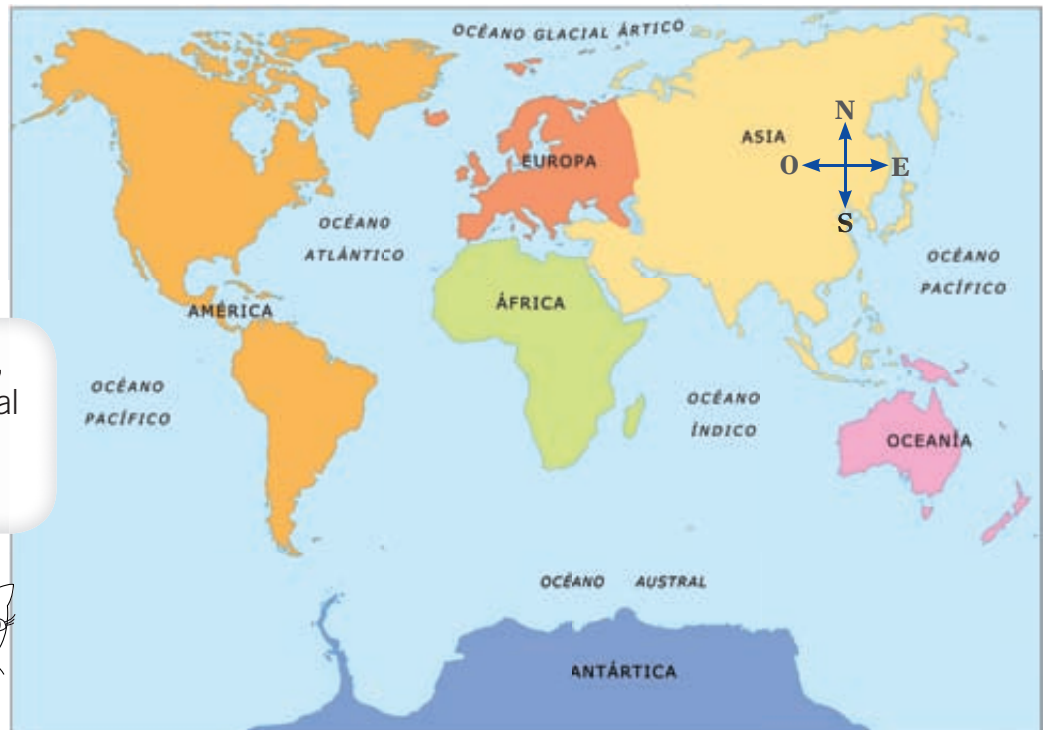 OCÉANO GLACIAL ÁRTICO
N
ASIA
EUROPA
O
E
S
OCÉANO
ATLÁNTICO
OCÉANO
PACÍFICO
ÁFRICA
AMÉRICA
al
OCÉANO
PACÍFICO
OCÉANO
ÍNDICO
OCEANÍA
OCÉANO AUSTRAL
ANTÁRTICA